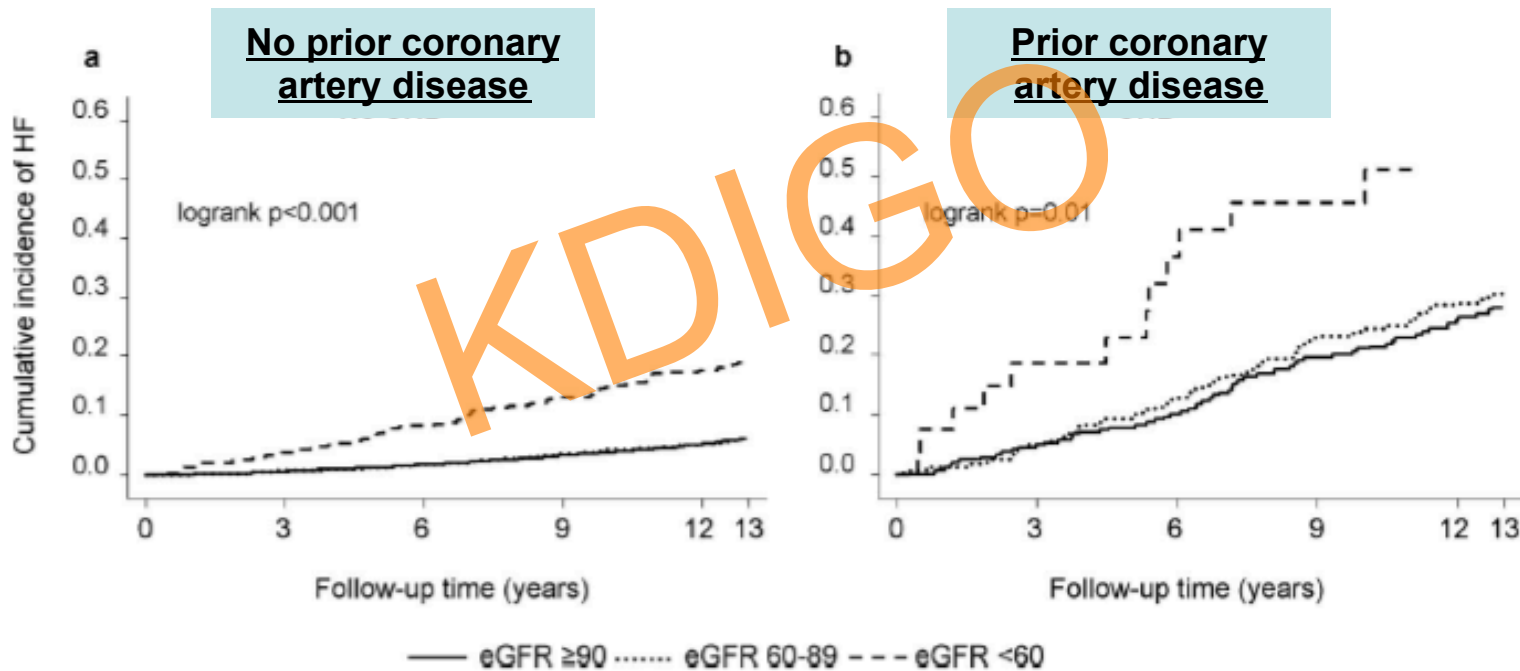 a
No prior coronary
artery disease
Cumulative incidence of HF
0.6
0.5
0.4
0.3
0.2
0.1
0.0
logrank p<0.001
0 3 6 9 12 13
Follow-up time (years)
b
Prior coronary
artery disease
0.6
0.5
0.4
0.3
0.2
0.1
0.0
logrank p=0.01
0 3 6 9 12 13
Follow-up time (years)
eGFR ≥90 eGFR 60-89 eGFR <60
KDIGO